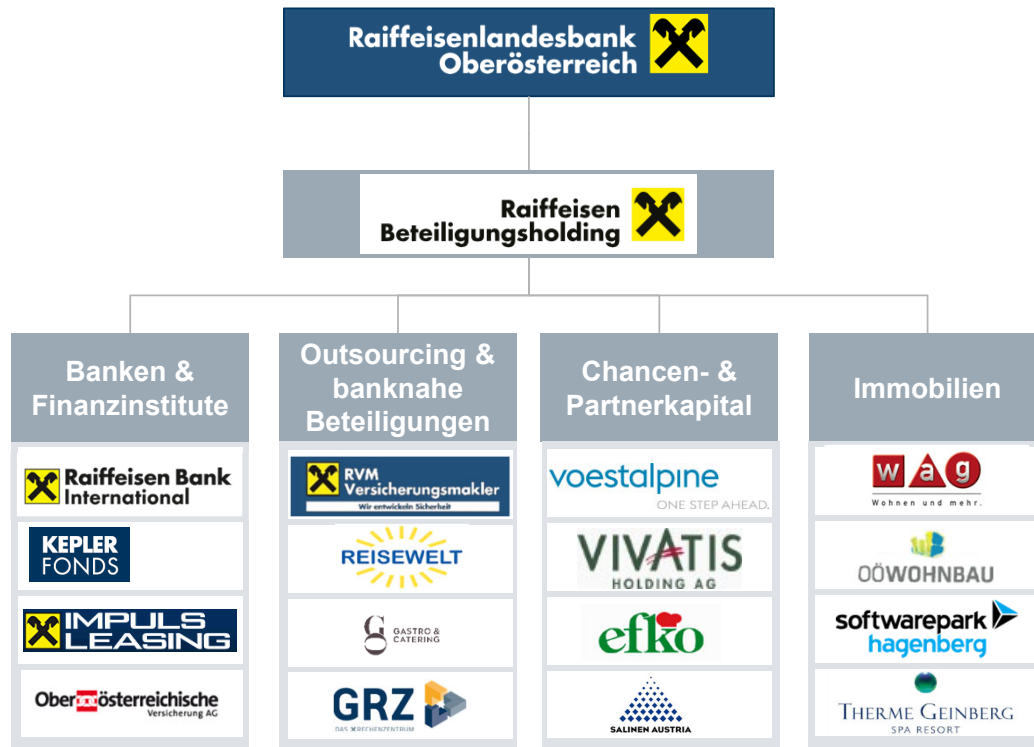 Raiffeisenlandesbank
Oberösterreich
Raiffeisen
Beteiligungsholding
Banken &
Finanzinstitute
Raiffeisen Bank
International
KEPLER
FONDS
IMPULS
LEASING
Oberösterreichische
Versicherung AG
Outsourcing &
banknahe
Beteiligungen
RVM
Versicherungsmakler
Wir entwickeln Sicherheit
REISEWELT
GASTRO &
CATERING
GRZ
DAS RECHENZENTRUM
Chancen- &
Partnerkapital
voestalpine
ONE STEP AHEAD.
VIVATIS
HOLDING AG
efko
SALINEN AUSTRIA
Immobilien
wag
Wohnen und mehr.
OÖWOHNBAU
softwarepark
hagenberg
THERME GEINBERG
SPA RESORT